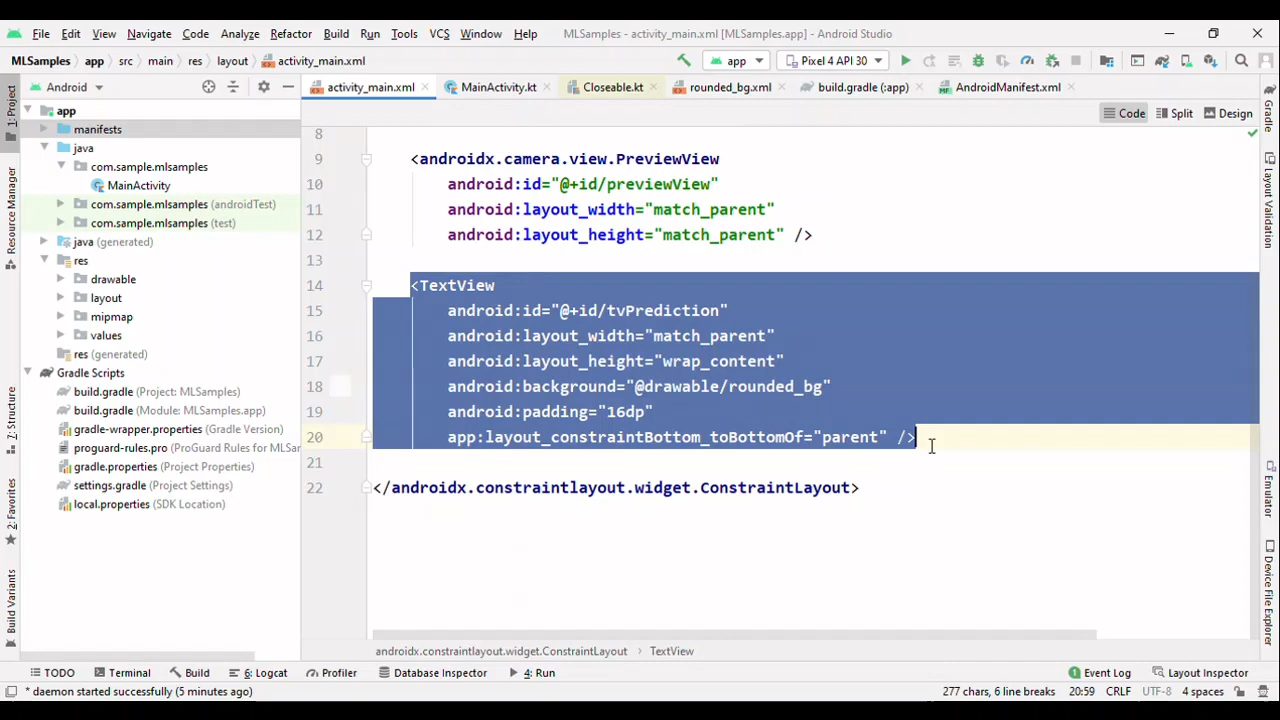 File Edit View Navigate Code Analyze Refactor Build Run Tools VCS Window Help MLSamples - activity_main.xml [MLSamples.app] - Android Studio
MLSamples › app › src › main › res › layout › activity_main.xml app Pixel 4 API 30
Android activity_main.xml MainActivity.kt Closeable.kt rounded_bg.xml build.gradle (:app) AndroidManifest.xml
Code Split Design
1: Project
Resource Manager
7: Structure
2: Favorites
Build Variants
app
manifests
java
com.sample.mlsamples
MainActivity
com.sample.mlsamples (androidTest)
com.sample.mlsamples (test)
java (generated)
res
drawable
layout
mipmap
values
res (generated)
Gradle Scripts
build.gradle (Project: MLSamples)
build.gradle (Module: MLSamples.app)
gradle-wrapper.properties (Gradle Version)
proguard-rules.pro (ProGuard Rules for MLSar
gradle.properties (Project Properties)
settings.gradle (Project Settings)
local.properties (SDK Location)
8
9 <androidx.camera.view.PreviewView
10 android:id="@+id/previewView"
11 android:layout_width="match_parent"
12 android:layout_height="match_parent" />
13
14 <TextView
15 android:id="@+id/tvPrediction"
16 android:layout_width="match_parent"
17 android:layout_height="wrap_content"
18 android:background="@drawable/rounded_bg"
19 android:padding="16dp"
20 app:layout_constraintBottom_toBottomOf="parent" />
21
22 </androidx.constraintlayout.widget.ConstraintLayout>
Gradle
Layout Validation
Emulator
Device File Explorer
androidx.constraintlayout.widget.ConstraintLayout › TextView
TODO Terminal Build 6: Logcat Profiler Database Inspector 4: Run 1 Event Log Layout Inspector
* daemon started successfully (5 minutes ago) 277 chars, 6 line breaks 20:59 CRLF UTF-8 4 spaces